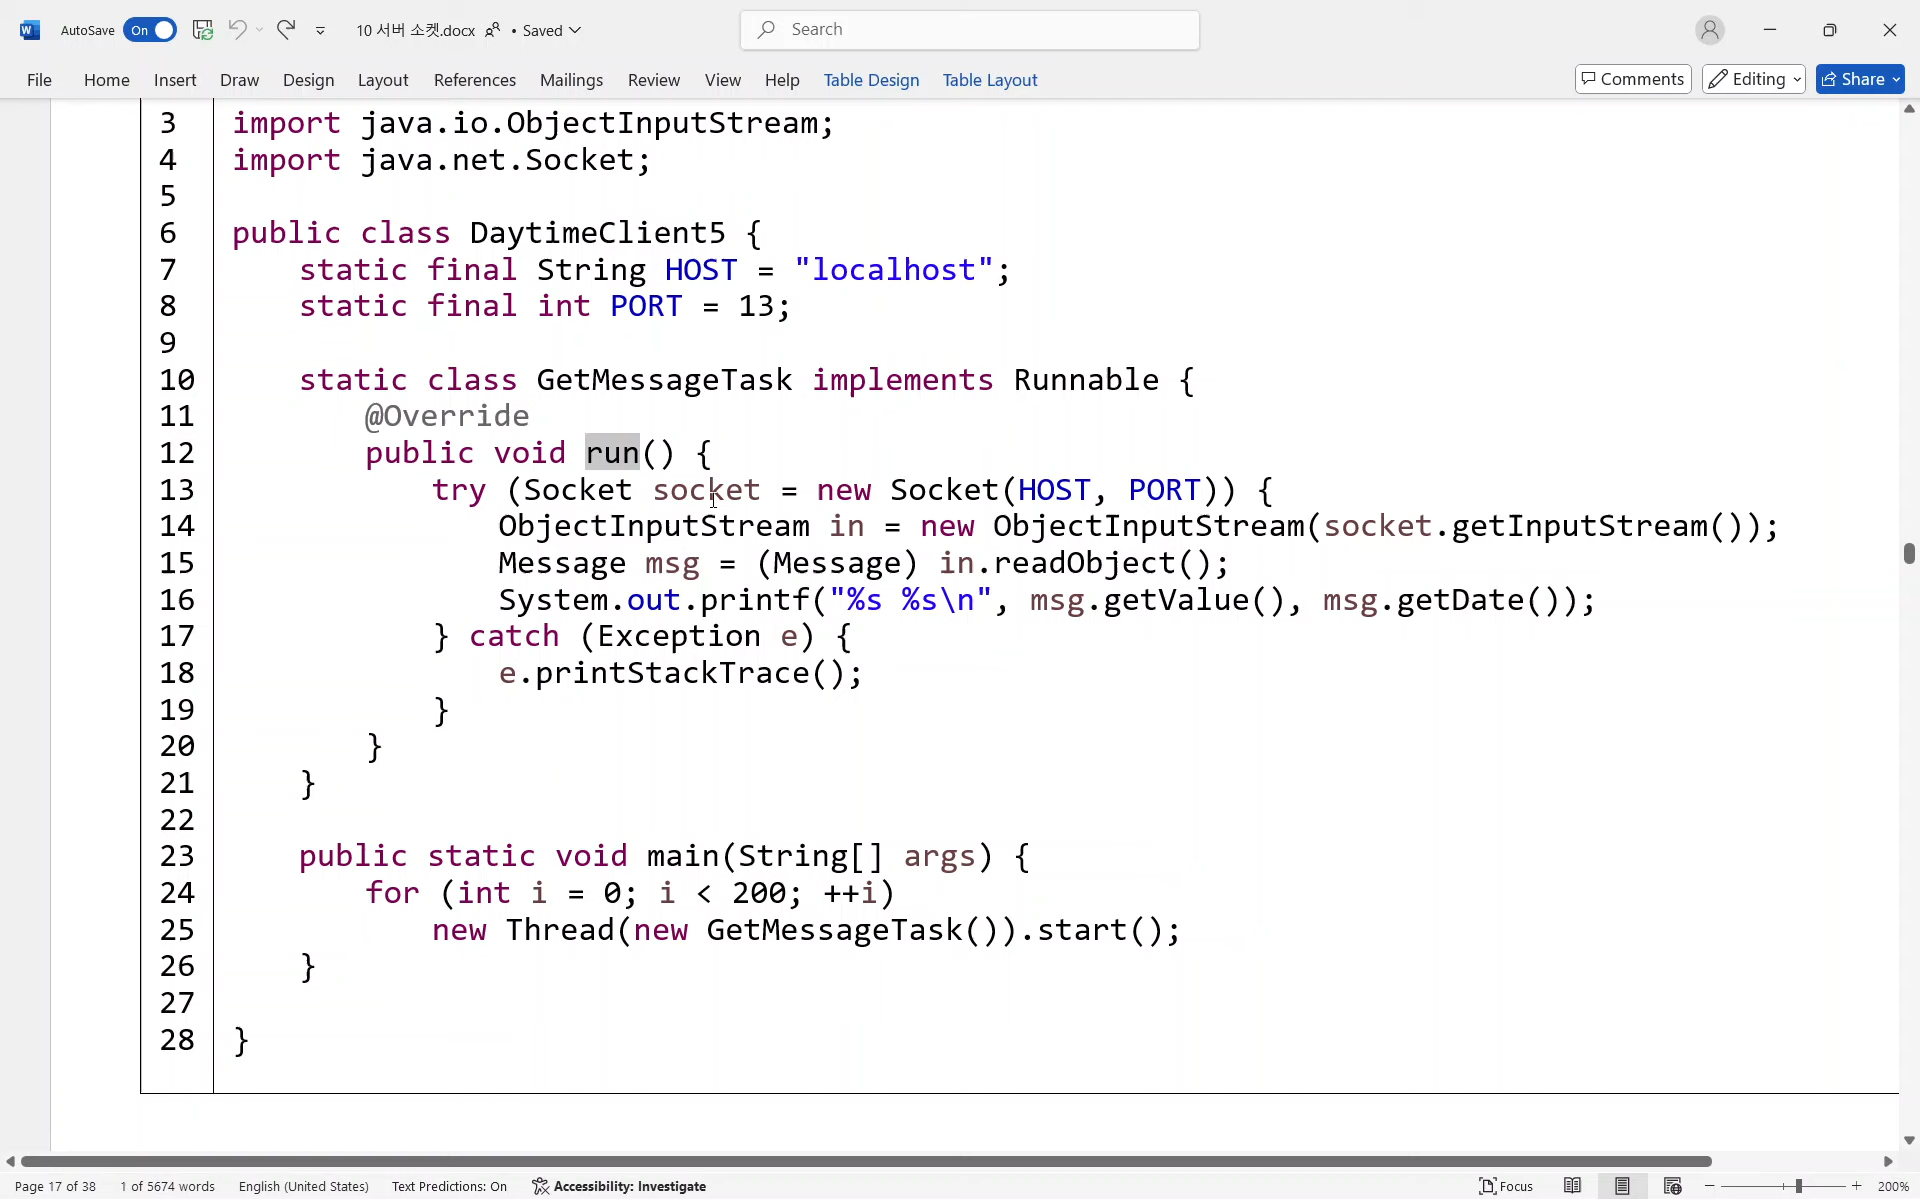 AutoSave On 10 서버 소켓.docx • Saved Search
File Home Insert Draw Design Layout References Mailings Review View Help Table Design Table Layout Comments Editing Share
3 import java.io.ObjectInputStream;
4 import java.net.Socket;
5
6 public class DaytimeClient5 {
7 static final String HOST = "localhost";
8 static final int PORT = 13;
9
10 static class GetMessageTask implements Runnable {
11 @Override
12 public void run() {
13 try (Socket socket = new Socket(HOST, PORT)) {
14 ObjectInputStream in = new ObjectInputStream(socket.getInputStream());
15 Message msg = (Message) in.readObject();
16 System.out.printf("%s %s\n", msg.getValue(), msg.getDate());
17 } catch (Exception e) {
18 e.printStackTrace();
19 }
20 }
21 }
22
23 public static void main(String[] args) {
24 for (int i = 0; i < 200; ++i)
25 new Thread(new GetMessageTask()).start();
26 }
27
28 }
Page 17 of 38 1 of 5674 words English (United States) Text Predictions: On Accessibility: Investigate Focus 200%